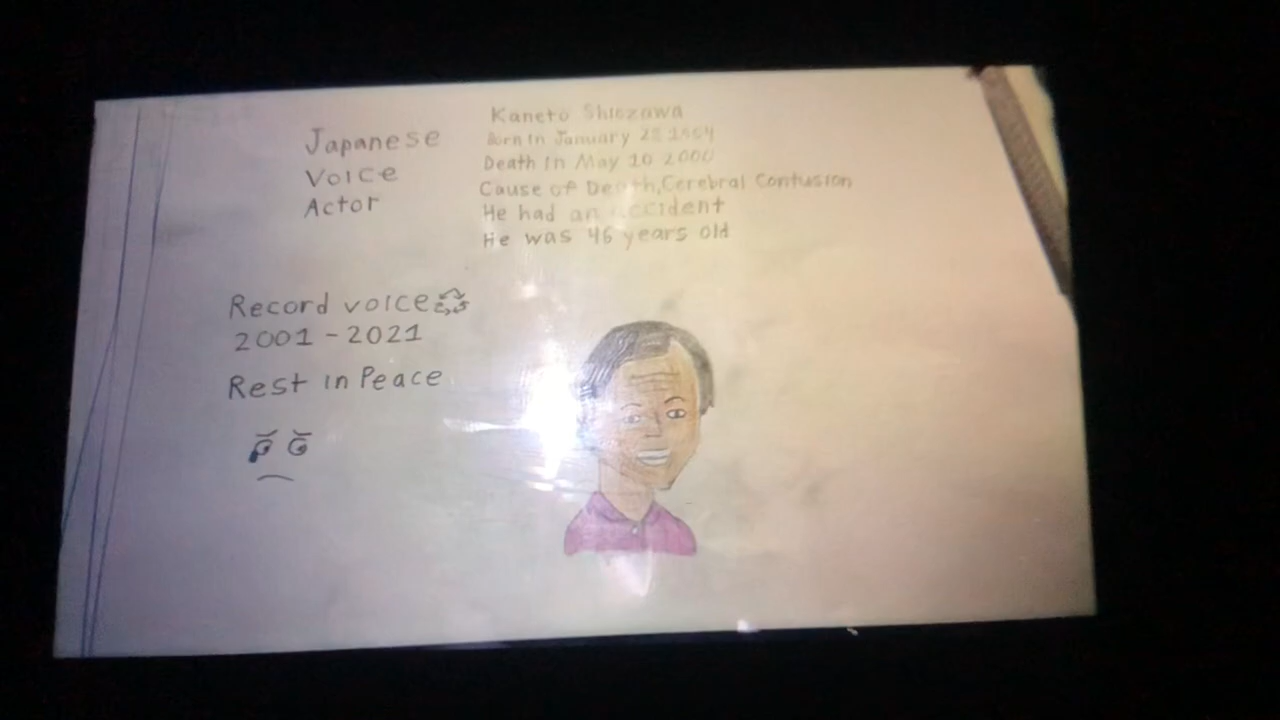 Japanese
Voice
Actor
Kaneto Shiozawa
Born in January 28 1954
Death in May 10 2000
Cause of Death, Cerebral Contusion
He had an accident
He was 46 years old
Record voice
2001 - 2021
Rest in Peace